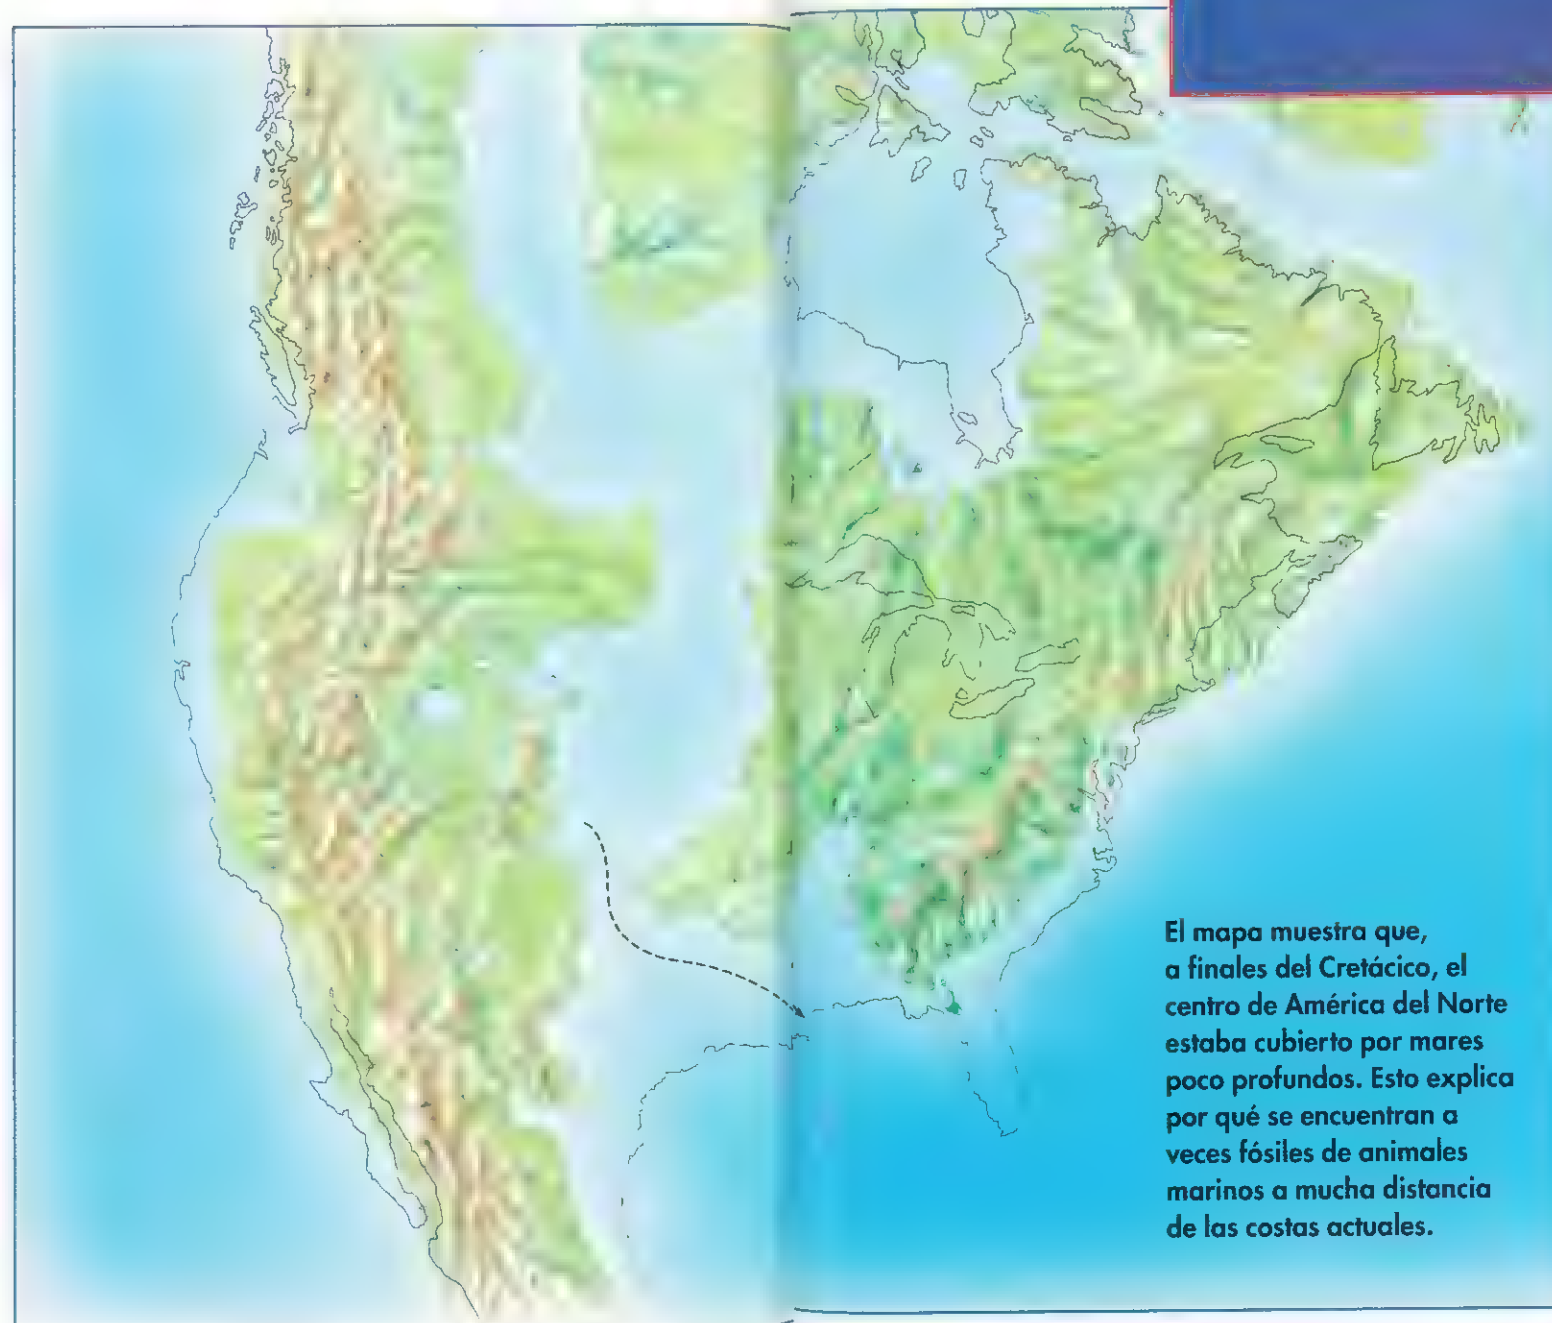 El mapa muestra que,
a finales del Cretácico, el
centro de América del Norte
estaba cubierto por mares
poco profundos. Esto explica
por qué se encuentran a
veces fósiles de animales
marinos a mucha distancia
de las costas actuales.